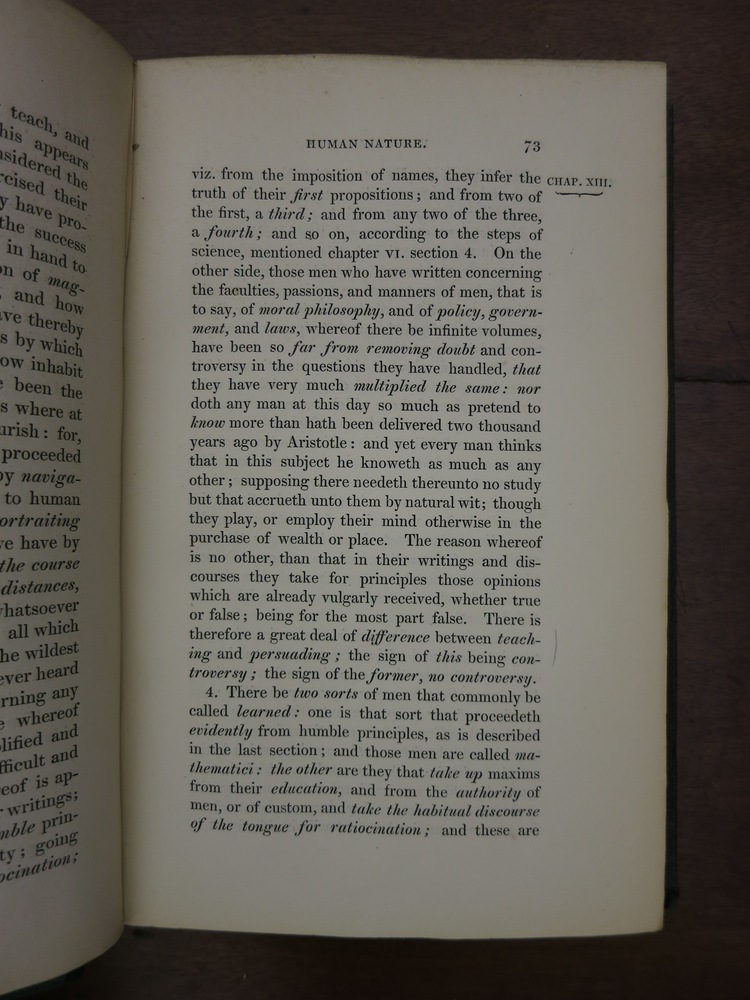 teach, and
his appears
nsidered the
rcised their
y have pro-
the success
in hand to
on of mag-
, and how
ave thereby
s by which
ow inhabit
e been the
s where at
urish: for,
proceeded
by naviga-
to human
ortraiting
ve have by
the course
distances,
whatsoever
all which
he wildest
ever heard
rning any
e whereof
lified and
fficult and
eof is ap-
writings;
mble prin-
ty; going
ocination;
HUMAN NATURE. 73
CHAP. XIII.
viz. from the imposition of names, they infer the
truth of their first propositions; and from two of
the first, a third; and from any two of the three,
a fourth; and so on, according to the steps of
science, mentioned chapter VI. section 4. On the
other side, those men who have written concerning
the faculties, passions, and manners of men, that is
to say, of moral philosophy, and of policy, govern-
ment, and laws, whereof there be infinite volumes,
have been so far from removing doubt and con-
troversy in the questions they have handled, that
they have very much multiplied the same: nor
doth any man at this day so much as pretend to
know more than hath been delivered two thousand
years ago by Aristotle: and yet every man thinks
that in this subject he knoweth as much as any
other; supposing there needeth thereunto no study
but that accrueth unto them by natural wit; though
they play, or employ their mind otherwise in the
purchase of wealth or place. The reason whereof
is no other, than that in their writings and dis-
courses they take for principles those opinions
which are already vulgarly received, whether true
or false; being for the most part false. There is
therefore a great deal of difference between teach-
ing and persuading; the sign of this being con-
troversy; the sign of the former, no controversy.
4. There be two sorts of men that commonly be
called learned: one is that sort that proceedeth
evidently from humble principles, as is described
in the last section; and those men are called ma-
thematici: the other are they that take up maxims
from their education, and from the authority of
men, or of custom, and take the habitual discourse
of the tongue for ratiocination; and these are